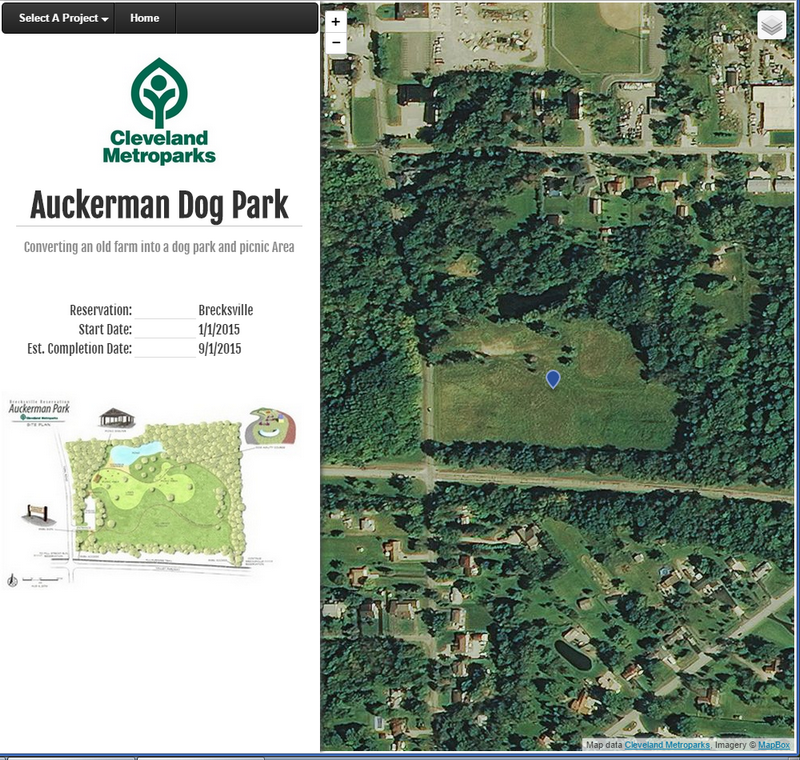 Select A Project
Home
+
−
Cleveland
Metroparks
Auckerman Dog Park
Converting an old farm into a dog park and picnic Area
Reservation: Brecksville
Start Date: 1/1/2015
Est. Completion Date: 9/1/2015
Brecksville Reservation
Auckerman Park
Cleveland Metroparks
SITE PLAN
Map data Cleveland Metroparks, Imagery © MapBox